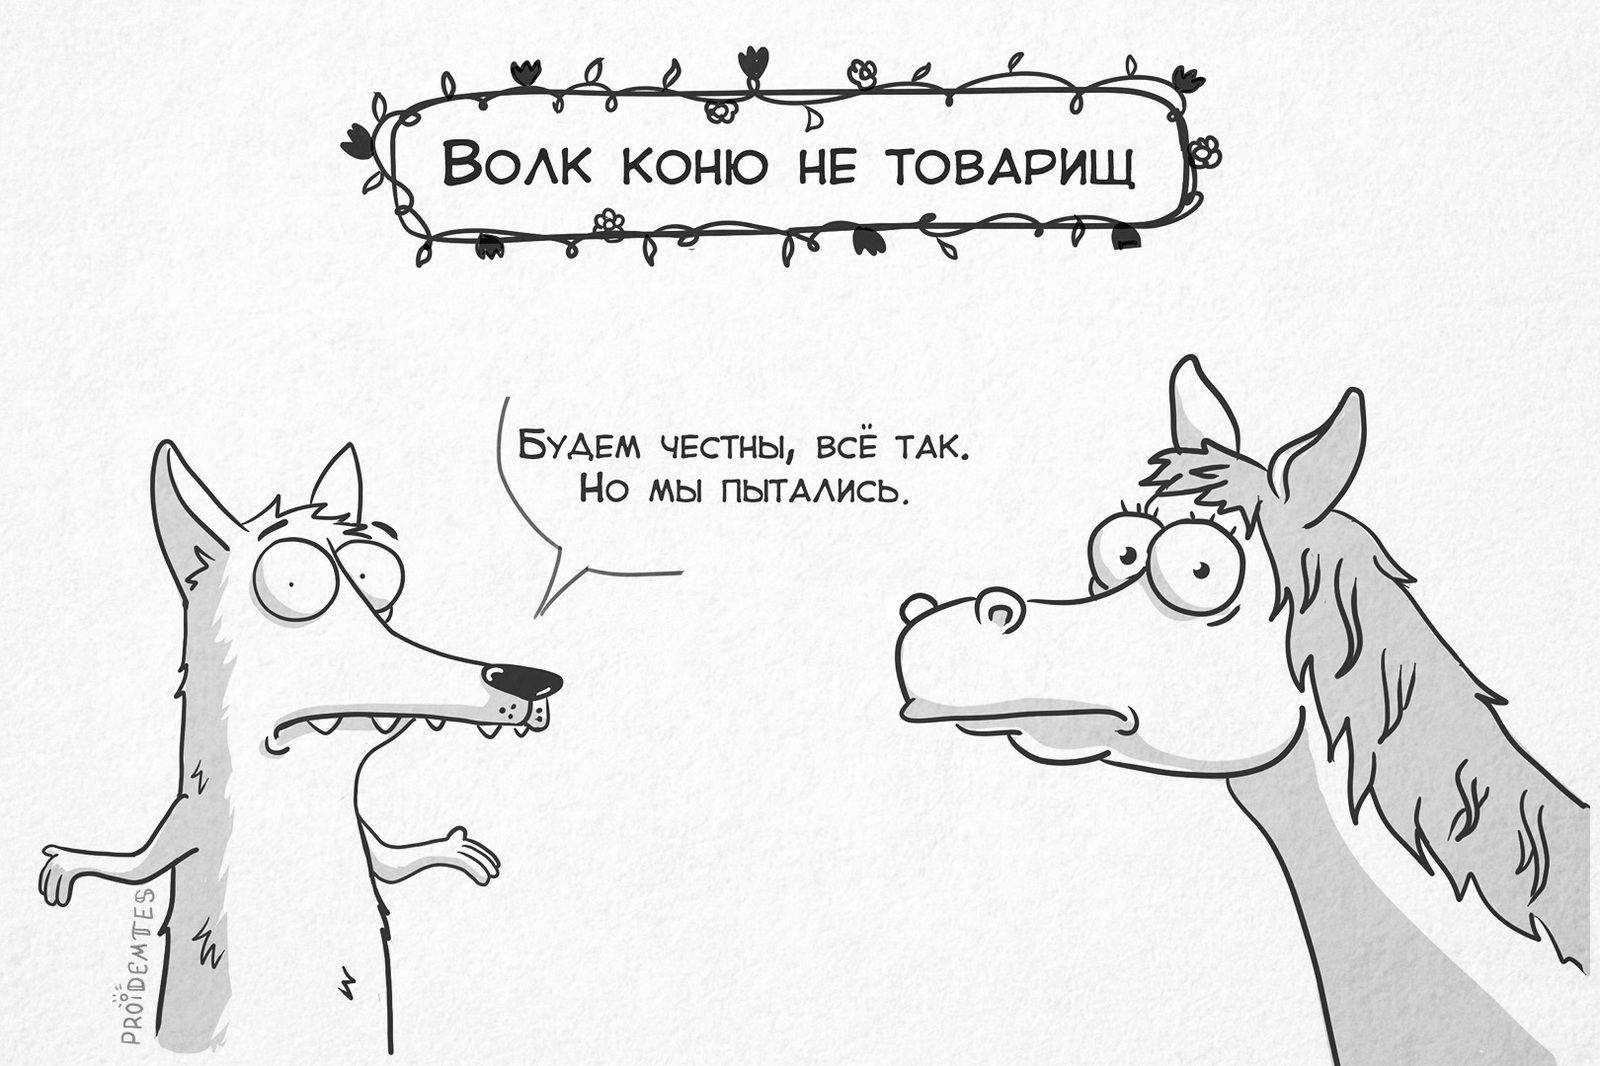 Волк коню не товарищ
Будем честны, всё так.
Но мы пытались.
PROIDEMTES